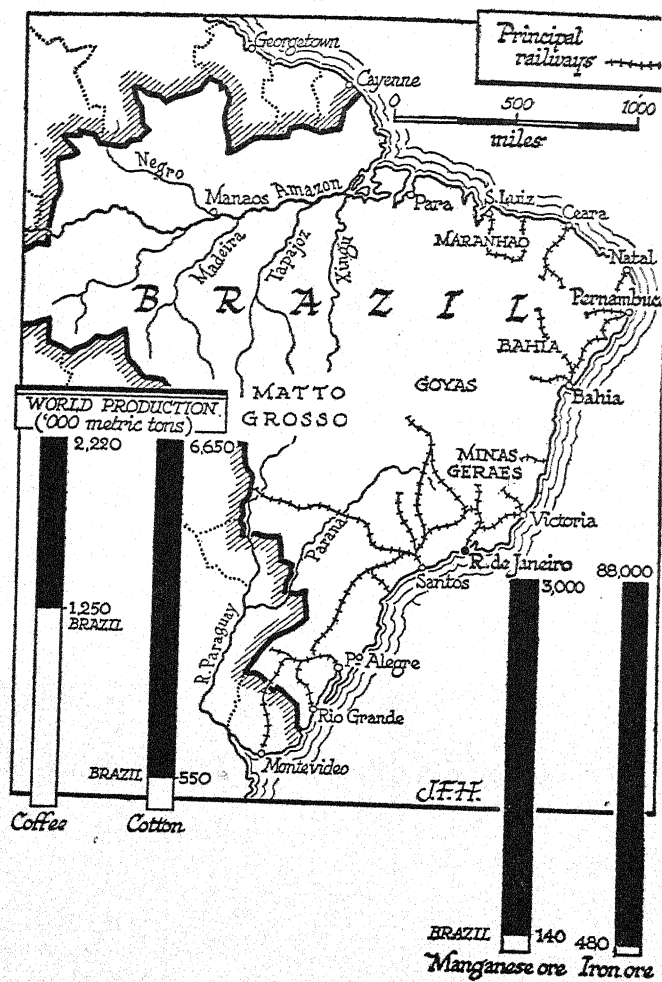 Principal
railways
Georgetown
Cayenne
0 500 1000
miles
Negro
Manaos
Amazon
Para
S. Luiz
Ceara
MARANHAO
Natal
Madeira
Tapajoz
Xingu
BRAZIL
Pernambuc
BAHIA
Bahia
MATTO
GROSSO
GOYAS
WORLD PRODUCTION.
('000 metric tons)
2,220
6,650
MINAS
GERAES
Victoria
Parana
R. de Janeiro
Santos
3,000
88,000
1,250
BRAZIL
R. Paraguay
Po. Alegre
Rio Grande
Montevideo
BRAZIL
550
J.F.H.
Coffee
Cotton
BRAZIL
140
480
Manganese ore
Iron ore